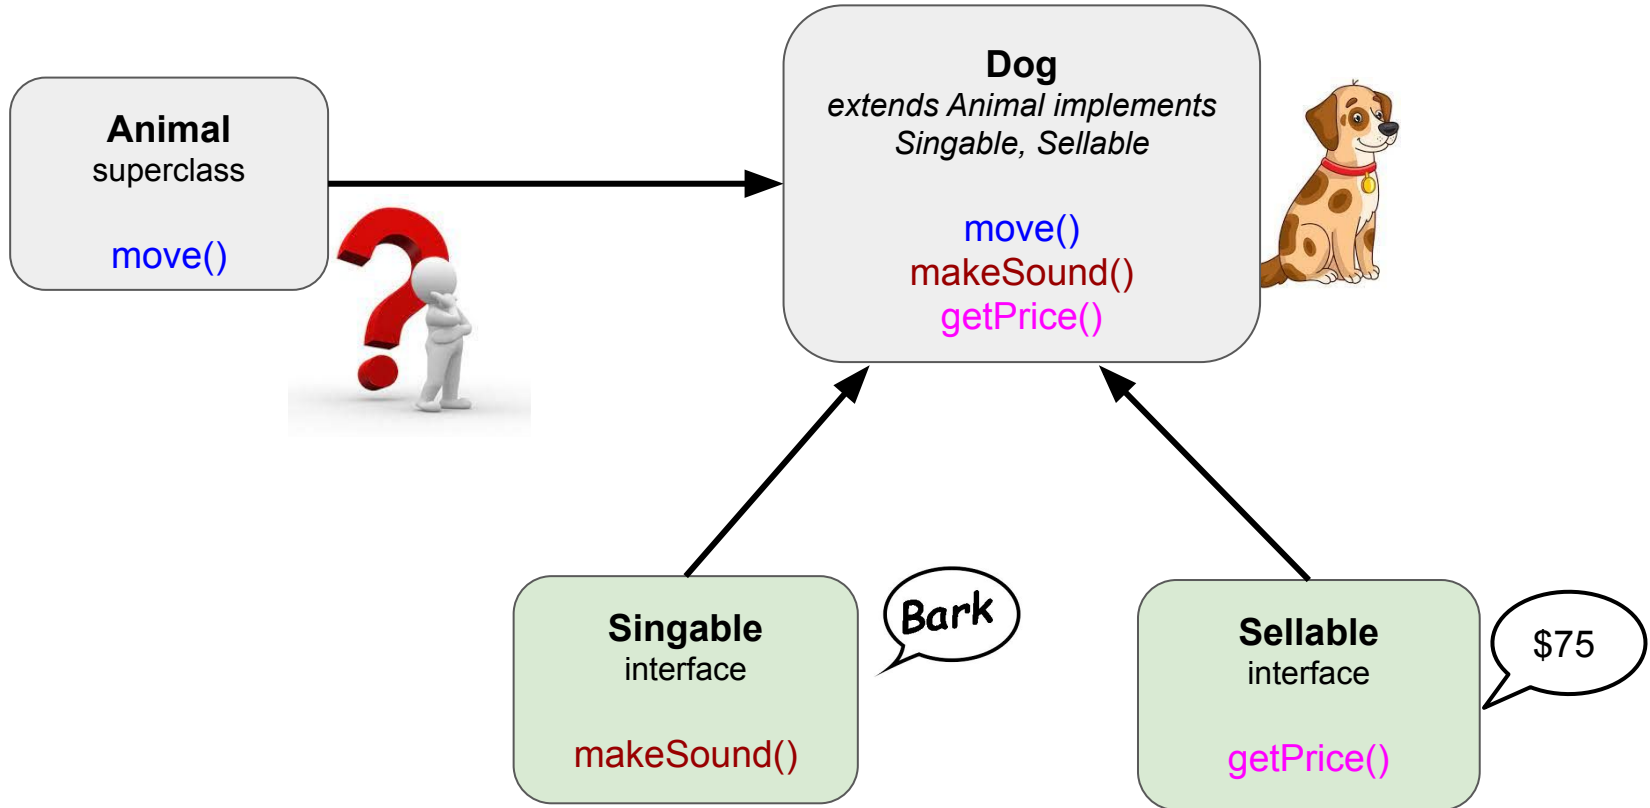 Animal
superclass
move()
Dog
extends Animal implements
Singable, Sellable
move()
makeSound()
getPrice()
Singable
interface
makeSound()
Bark
Sellable
interface
getPrice()
$75